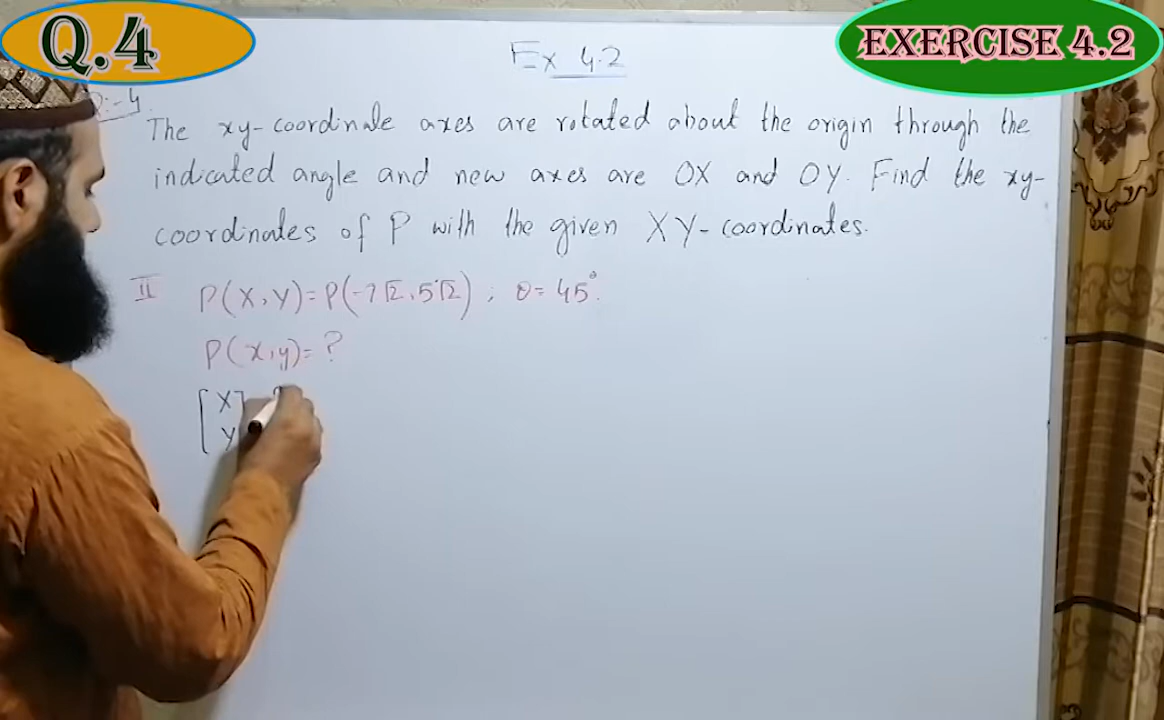 Q.4
EXERCISE 4.2
Ex 4.2
The xy-coordinate axes are rotated about the origin through the
indicated angle and new axes are OX and OY. Find the xy-
coordinates of P with the given XY-coordinates.
II P(X,Y)=P(-7√2,5√2) ; θ=45°.
P(x,y)=?
[X]
Y